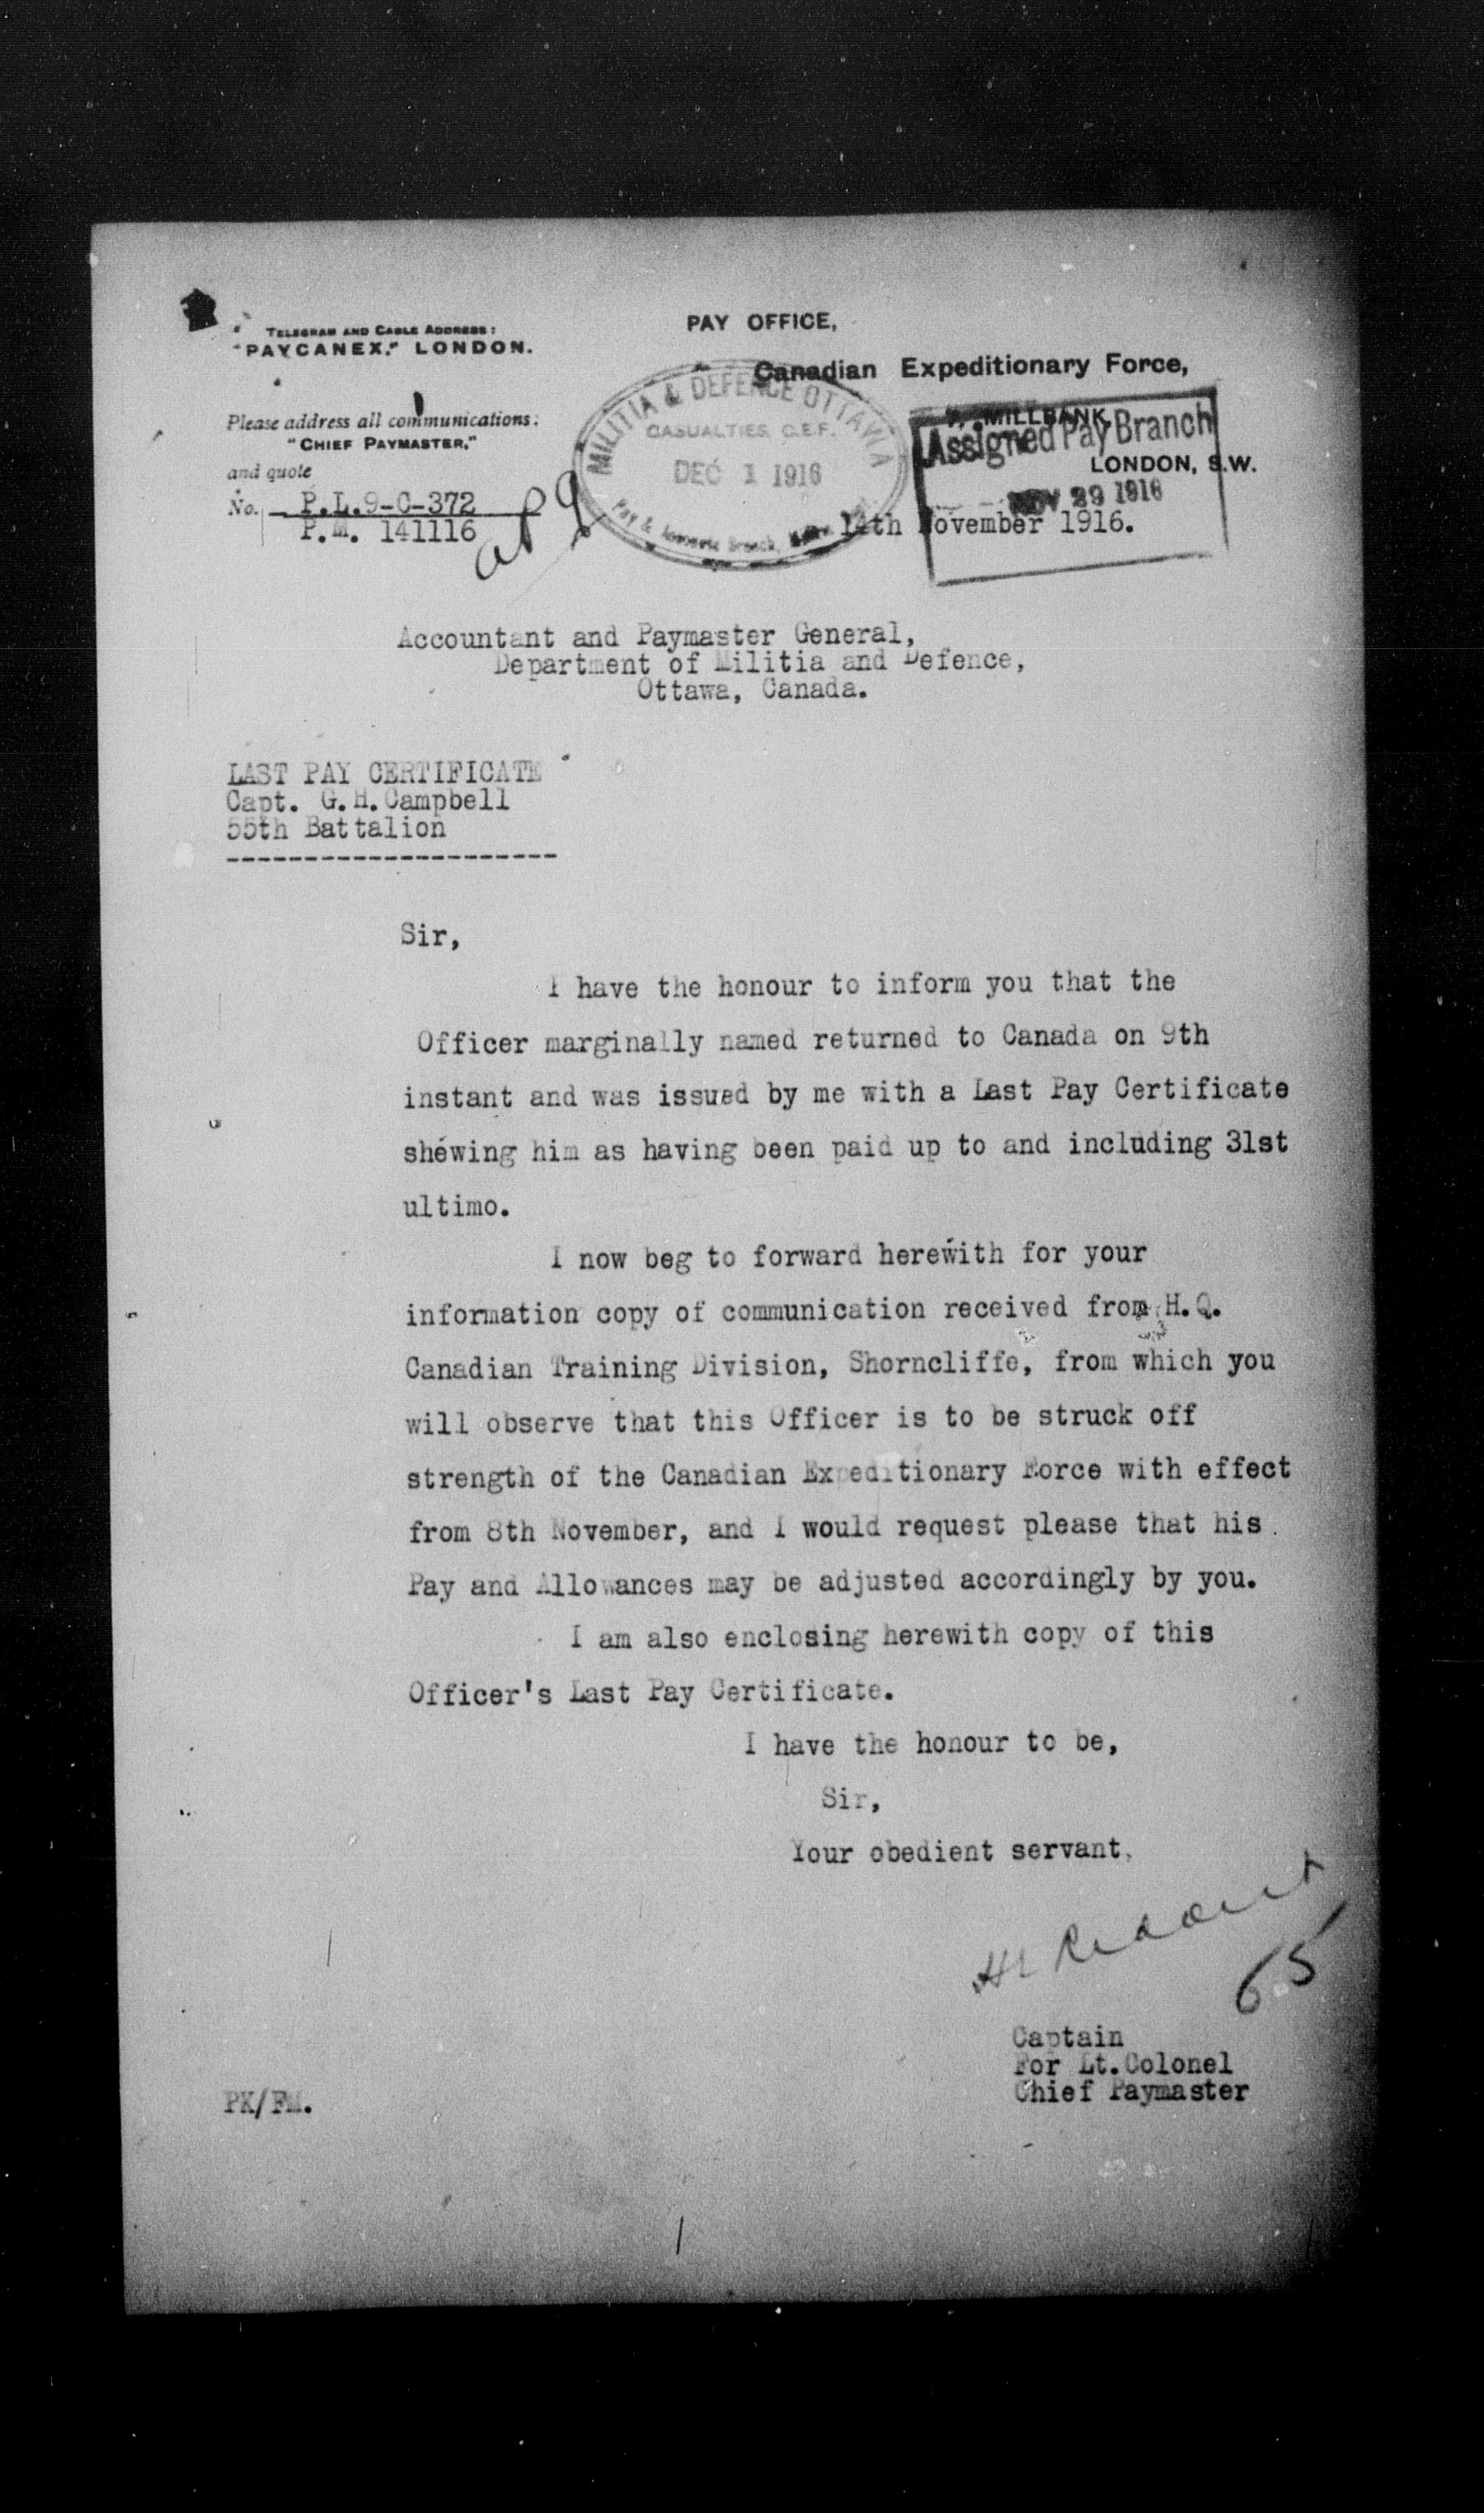 TELEGRAM AND CABLE ADDRESS:
"PAYCANEX." LONDON.
PAY OFFICE,
Canadian Expeditionary Force,
MILLBANK,
LONDON, S.W.
Please address all communications:
"CHIEF PAYMASTER,"
and quote
No. P.L.9-C-372
P.M. 141116
MILITIA & DEFENCE OTTAWA
CASUALTIES C.E.F.
DEC 1 1916
Pay & Branch,
Assigned Pay Branch
NOV 29 1916
14th November 1916.
Accountant and Paymaster General,
Department of Militia and Defence,
Ottawa, Canada.
LAST PAY CERTIFICATE
Capt. G.H.Campbell
55th Battalion
Sir,
I have the honour to inform you that the
Officer marginally named returned to Canada on 9th
instant and was issued by me with a Last Pay Certificate
shewing him as having been paid up to and including 31st
ultimo.
I now beg to forward herewith for your
information copy of communication received from H.Q.
Canadian Training Division, Shorncliffe, from which you
will observe that this Officer is to be struck off
strength of the Canadian Expeditionary Force with effect
from 8th November, and I would request please that his
Pay and Allowances may be adjusted accordingly by you.
I am also enclosing herewith copy of this
Officer's Last Pay Certificate.
I have the honour to be,
Sir,
Your obedient servant,
65
Captain
For Lt.Colonel
Chief Paymaster
PK/FM.